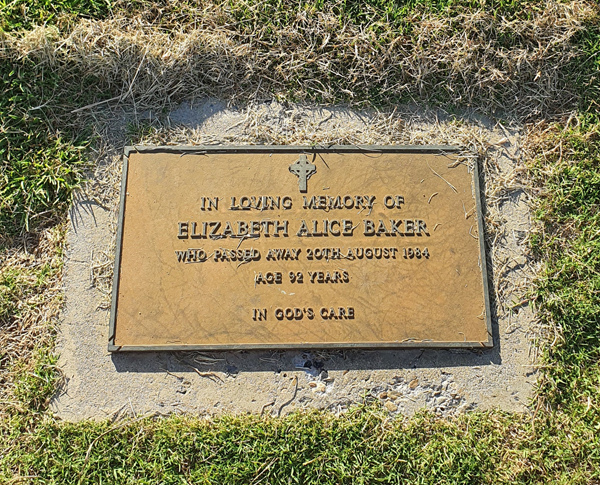 IN LOVING MEMORY OF
ELIZABETH ALICE BAKER
WHO PASSED AWAY 20TH AUGUST 1984
AGE 92 YEARS
IN GOD'S CARE